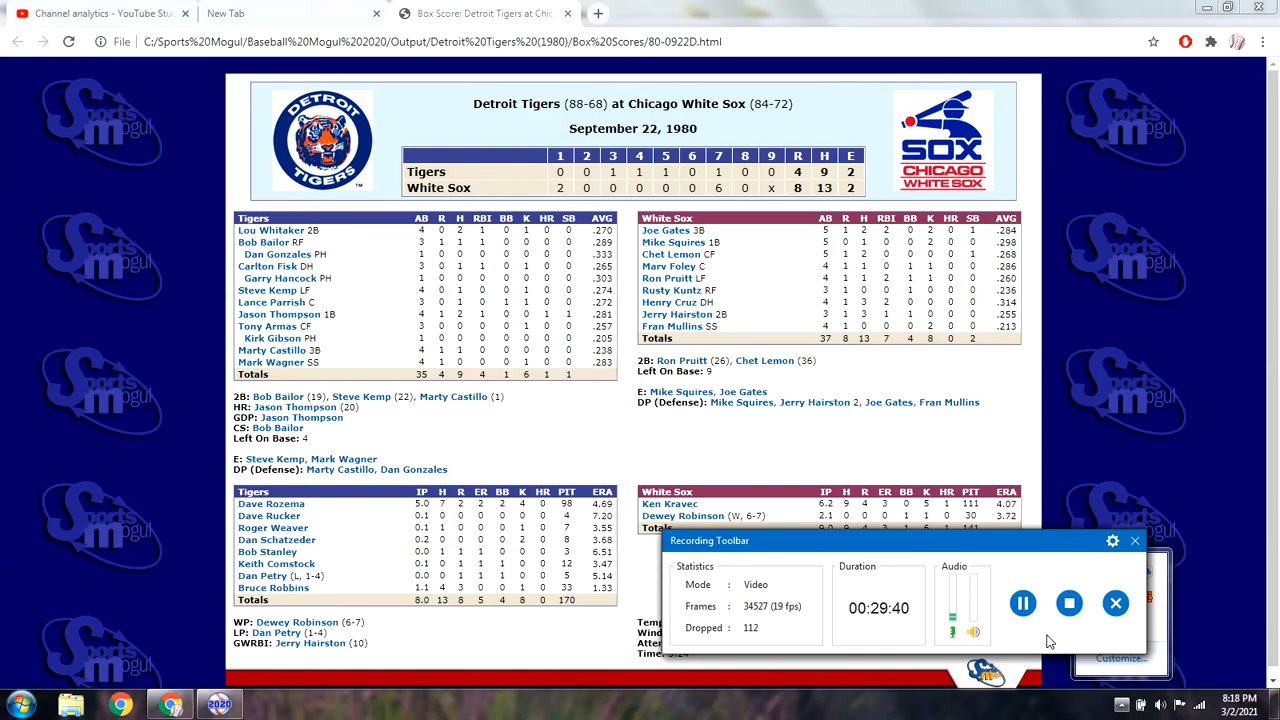 Channel analytics - YouTube Stu
New Tab
Box Score: Detroit Tigers at Chic
File C:/Sports%20Mogul/Baseball%20Mogul%202020/Output/Detroit%20Tigers(1980)/Box%20Scores/80-0922D.html
Detroit Tigers (88-68) at Chicago White Sox (84-72)
September 22, 1980
DETROIT TIGERS
SOX
CHICAGO
WHITE SOX
1 2 3 4 5 6 7 8 9 R H E
Tigers 0 0 1 1 1 0 1 0 0 4 9 2
White Sox 2 0 0 0 0 0 6 0 x 8 13 2
Tigers AB R H RBI BB K HR SB AVG
Lou Whitaker 2B 4 0 2 1 0 1 0 0 .270
Bob Bailor RF 3 1 1 1 0 0 0 0 .289
Dan Gonzales PH 1 0 0 0 0 0 0 0 .333
Carlton Fisk DH 3 0 1 1 0 1 0 0 .265
Garry Hancock PH 1 0 0 0 0 0 0 0 .303
Steve Kemp LF 4 0 1 0 0 1 0 0 .274
Lance Parrish C 3 0 1 0 1 1 0 0 .272
Jason Thompson 1B 4 1 2 1 0 0 1 1 .281
Tony Armas CF 3 0 0 0 0 1 0 0 .257
Kirk Gibson PH 1 0 0 0 0 0 0 0 .205
Marty Castillo 3B 4 1 1 0 0 0 0 0 .238
Mark Wagner SS 4 1 0 0 0 1 0 0 .283
Totals 35 4 9 4 1 6 1 1
White Sox AB R H RBI BB K HR SB AVG
Joe Gates 3B 5 1 2 2 0 2 0 1 .284
Mike Squires 1B 5 0 1 0 0 2 0 0 .298
Chet Lemon CF 5 1 2 0 0 0 0 1 .268
Marv Foley C 4 1 1 0 1 0 0 0 .286
Ron Pruitt LF 4 1 1 2 1 1 0 0 .260
Rusty Kuntz RF 3 1 0 0 1 0 0 0 .236
Henry Cruz DH 4 1 3 2 0 0 0 0 .314
Jerry Hairston 2B 3 1 3 1 1 0 0 0 .255
Fran Mullins SS 4 1 0 0 0 2 0 0 .213
Totals 37 8 13 7 4 8 0 2
2B: Bob Bailor (19), Steve Kemp (22), Marty Castillo (1)
HR: Jason Thompson (20)
GDP: Jason Thompson
CS: Bob Bailor
Left On Base: 4
E: Steve Kemp, Mark Wagner
DP (Defense): Marty Castillo, Dan Gonzales
2B: Ron Pruitt (26), Chet Lemon (36)
Left On Base: 9
E: Mike Squires, Joe Gates
DP (Defense): Mike Squires, Jerry Hairston 2, Joe Gates, Fran Mullins
Tigers IP H R ER BB K HR PIT ERA
Dave Rozema 5.0 7 2 2 2 4 0 98 4.69
Dave Rucker 0.1 0 0 0 0 0 0 4 7.20
Roger Weaver 0.1 1 0 0 0 1 0 7 3.55
Dan Schatzeder 0.2 0 0 0 0 2 0 8 3.68
Bob Stanley 0.0 1 1 1 0 0 0 3 6.51
Keith Comstock 0.1 0 1 1 1 0 0 12 3.47
Dan Petry (L, 1-4) 0.0 0 1 1 1 0 0 5 5.14
Bruce Robbins 1.1 4 3 0 0 1 0 33 1.33
Totals 8.0 13 8 5 4 8 0 170
White Sox IP H R ER BB K HR PIT ERA
Ken Kravec 6.2 9 4 3 0 5 1 111 4.07
Dewey Robinson (W, 6-7) 2.1 0 0 0 1 1 0 30 3.72
Totals 9.0 9 4 3 1 6 1 141
WP: Dewey Robinson (6-7)
LP: Dan Petry (1-4)
GWRBI: Jerry Hairston (10)
Temp
Wind
Atter
Time:
Recording Toolbar
Statistics
Mode : Video
Frames : 34527 (19 fps)
Dropped : 112
Duration
00:29:40
Audio
Customize...
Sports Mogul
2020
8:18 PM
3/2/2021